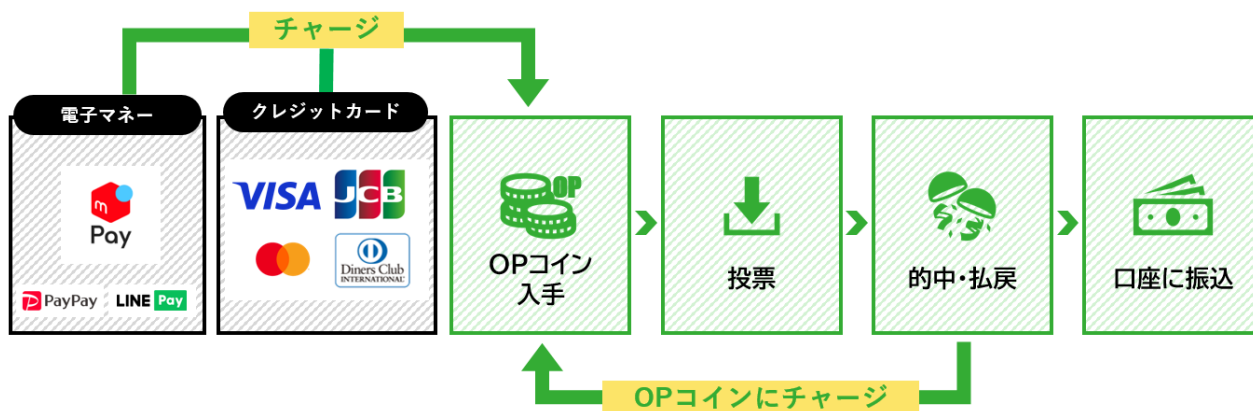 チャージ
電子マネー
クレジットカード
m
Pay
PayPay
LINE Pay
VISA
JCB
Diners Club
INTERNATIONAL
OP
OPコイン
入手
投票
的中・払戻
口座に振込
OPコインにチャージ